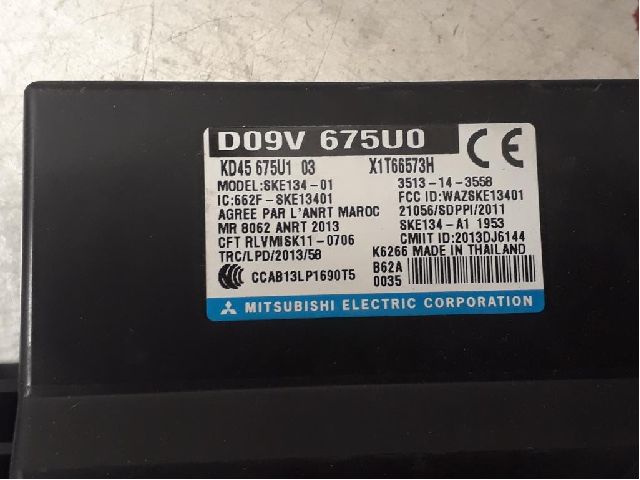 D09V 675U0
KD45 675U1 03 X1T66573H
MODEL:SKE134-01 3513-14-3558
IC:662F-SKE13401 FCC ID:WAZSKE13401
AGREE PAR L'ANRT MAROC 21056/SDPPI/2011
MR 8062 ANRT 2013 SKE134-A1 1953
CFT RLVMISK11-0706 CMIIT ID:2013DJ6144
TRC/LPD/2013/58 K6266 MADE IN THAILAND
CCAB13LP1690T5 B62A
0035
CE
MITSUBISHI ELECTRIC CORPORATION